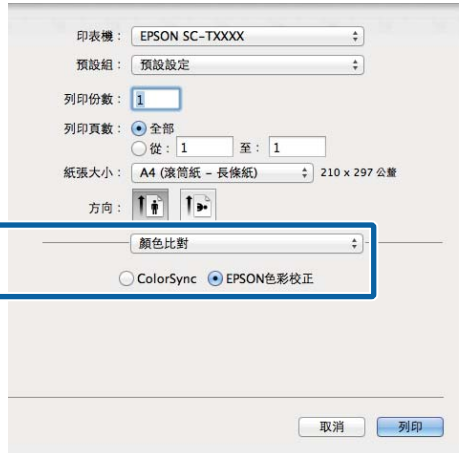 印表機： EPSON SC-TXXXX
預設組： 預設設定
列印份數： 1
列印頁數： 全部
從： 1 至： 1
紙張大小： A4 (滾筒紙 - 長條紙) 210 x 297 公釐
方向：
顏色比對
ColorSync EPSON色彩校正
取消 列印